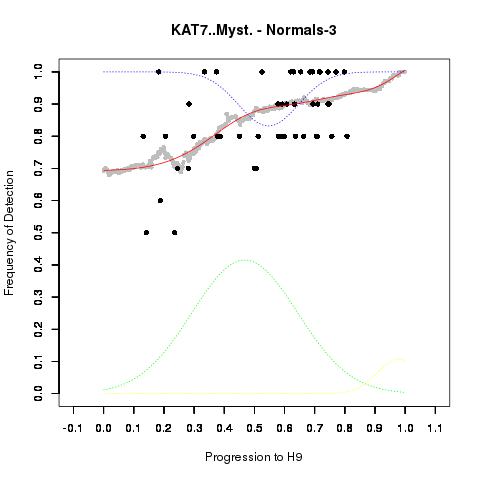 KAT7..Myst. - Normals-3
1.0
0.9
0.8
0.7
0.6
0.5
0.4
0.3
0.2
0.1
0.0
Frequency of Detection
-0.1 0.0 0.1 0.2 0.3 0.4 0.5 0.6 0.7 0.8 0.9 1.0 1.1
Progression to H9